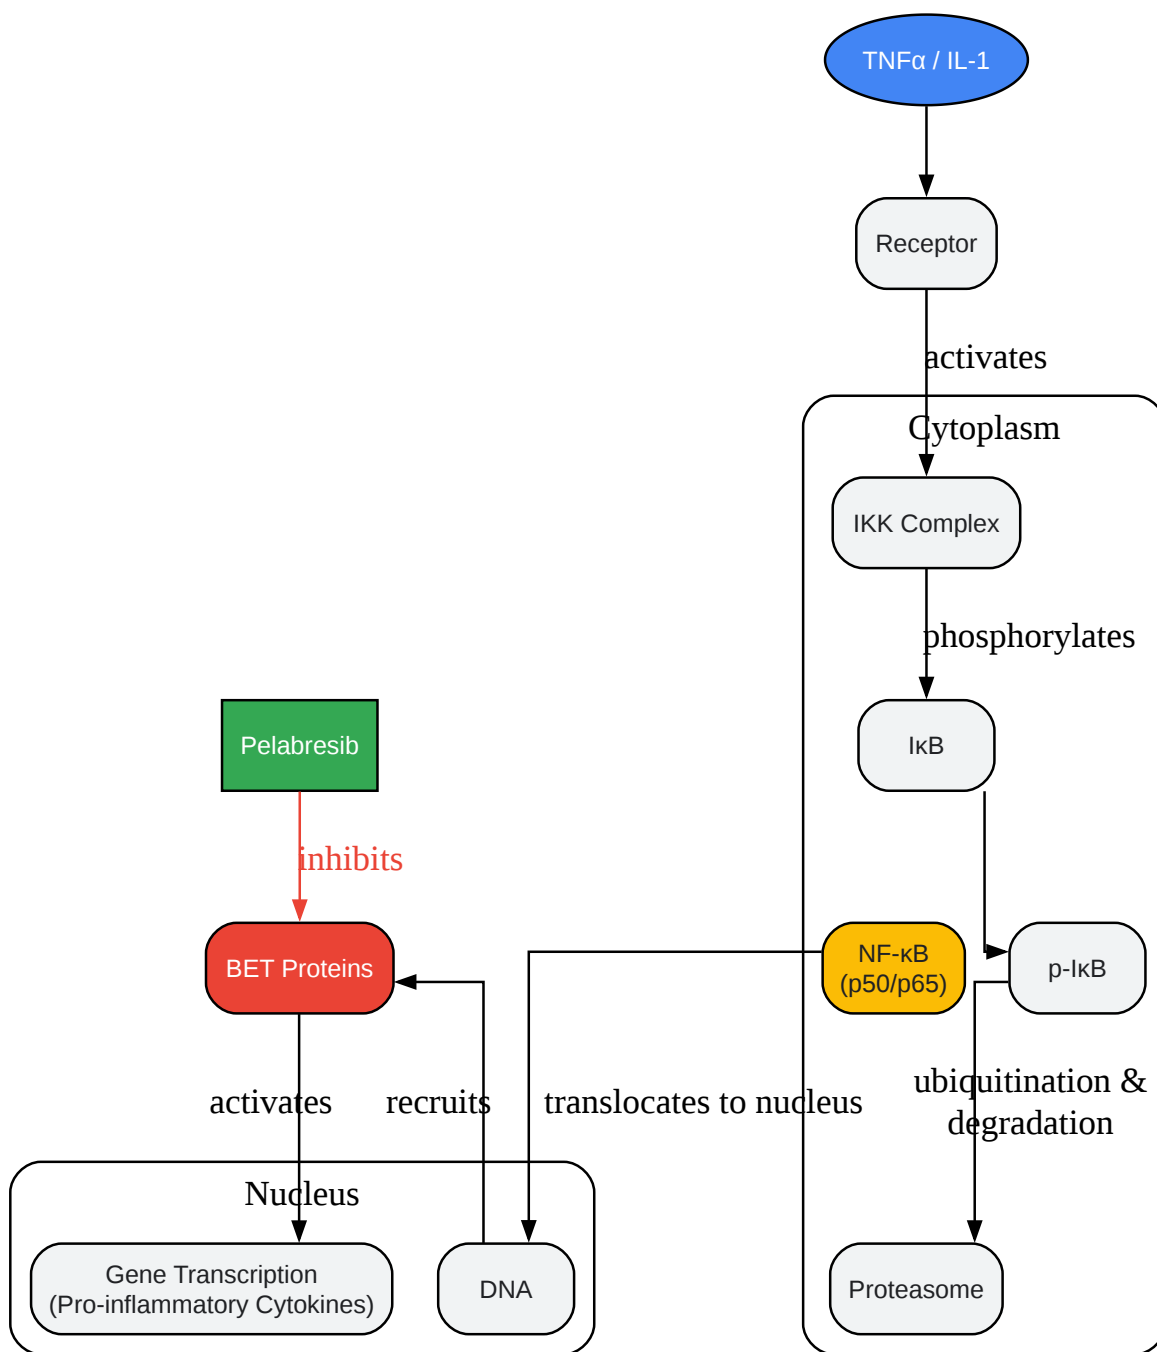 TNFα / IL-1
Receptor
activates
Cytoplasm
IKK Complex
phosphorylates
Pelabresib
IκB
inhibits
BET Proteins
NF-κB
(p50/p65)
p-IκB
activates
recruits
translocates to nucleus
ubiquitination &
degradation
Nucleus
Gene Transcription
(Pro-inflammatory Cytokines)
DNA
Proteasome